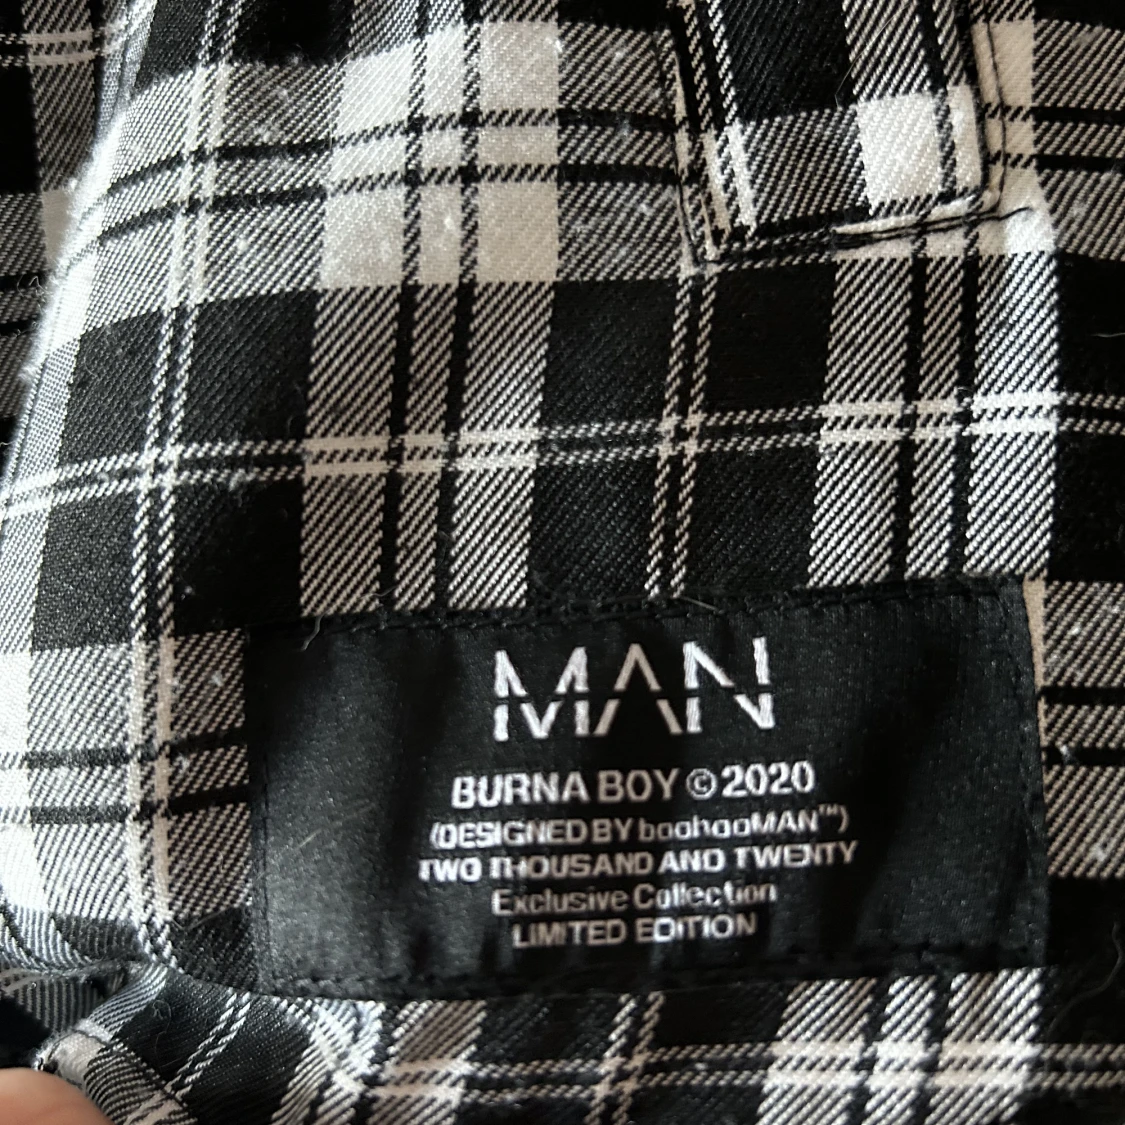 MAN
BURNA BOY ©2020
(DESIGNED BY boohooMAN™)
TWO THOUSAND AND TWENTY
Exclusive Collection
LIMITED EDITION